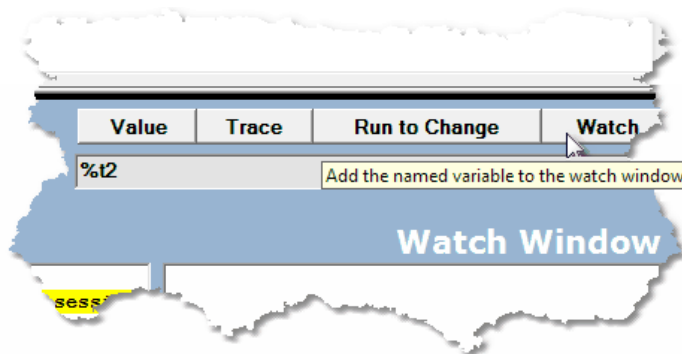 Value Trace Run to Change Watch
%t2
Add the named variable to the watch window
Watch Window